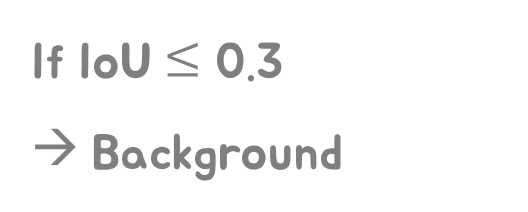 If IoU ≤ 0.3
→ Background